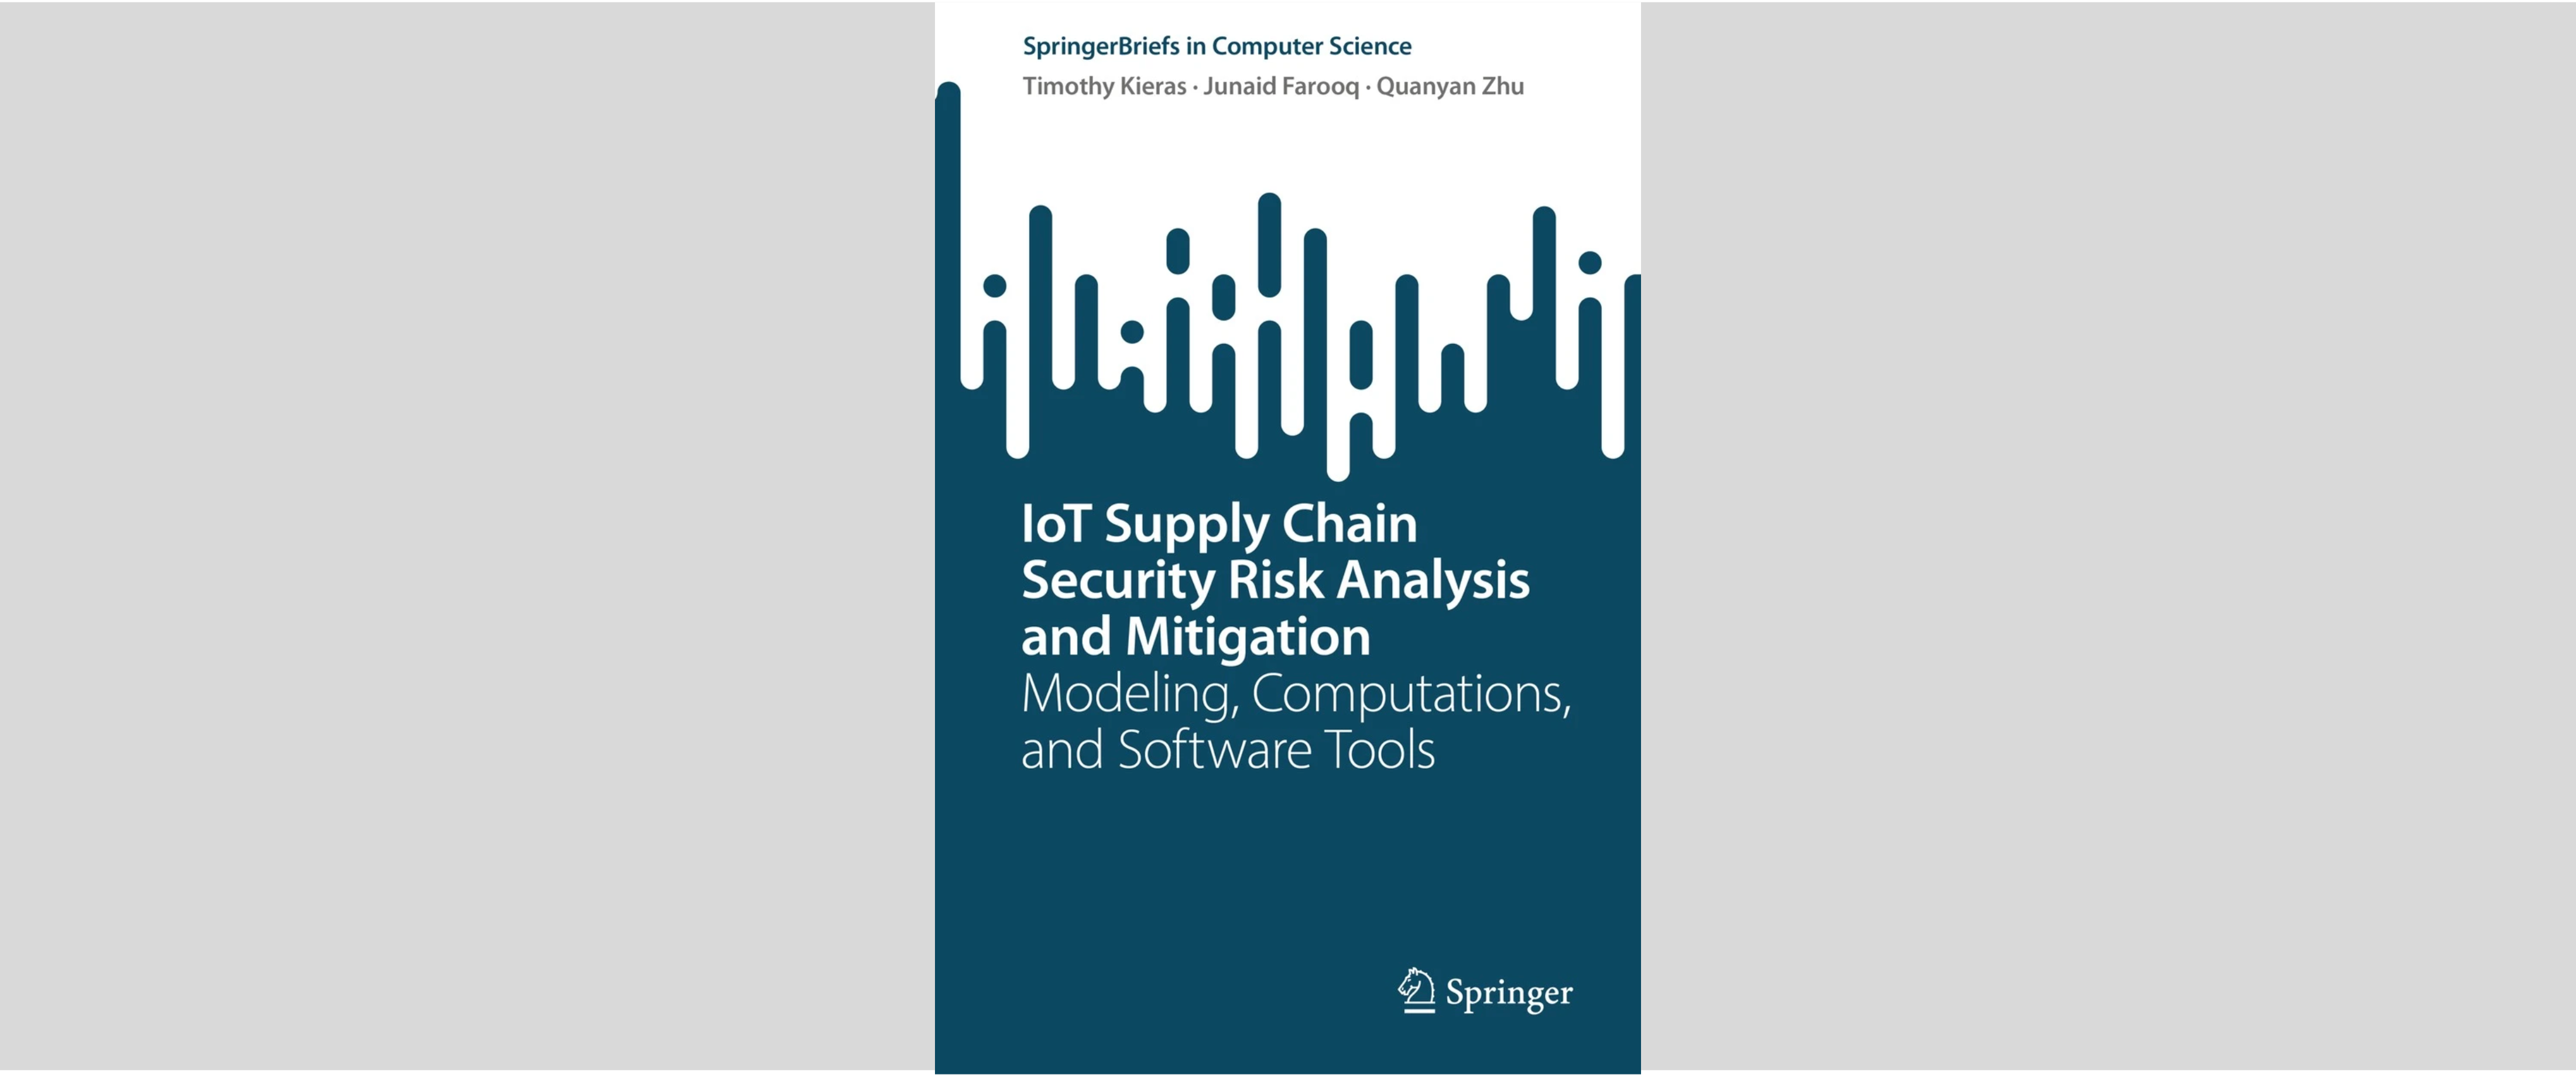 SpringerBriefs in Computer Science
Timothy Kieras · Junaid Farooq · Quanyan Zhu
IoT Supply Chain
Security Risk Analysis
and Mitigation
Modeling, Computations,
and Software Tools
Springer